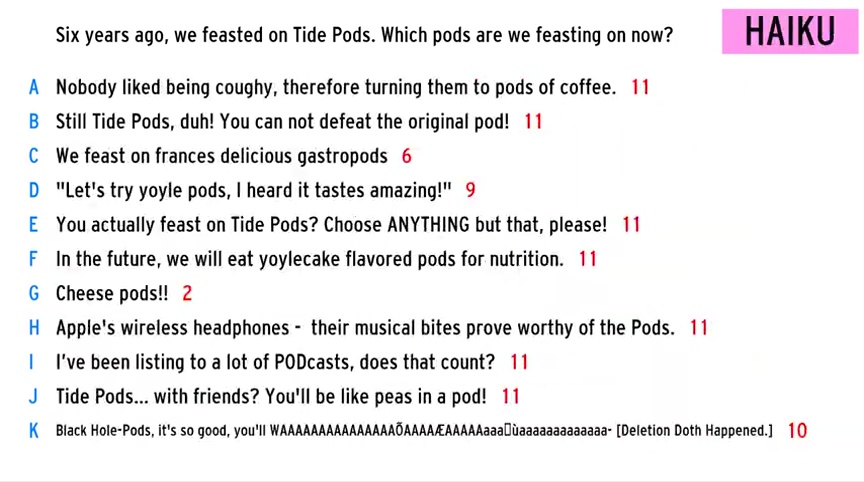 Six years ago, we feasted on Tide Pods. Which pods are we feasting on now?
HAIKU
A Nobody liked being coughy, therefore turning them to pods of coffee. 11
B Still Tide Pods, duh! You can not defeat the original pod! 11
C We feast on frances delicious gastropods 6
D "Let's try yoyle pods, I heard it tastes amazing!" 9
E You actually feast on Tide Pods? Choose ANYTHING but that, please! 11
F In the future, we will eat yoylecake flavored pods for nutrition. 11
G Cheese pods!! 2
H Apple's wireless headphones - their musical bites prove worthy of the Pods. 11
I I've been listing to a lot of PODcasts, does that count? 11
J Tide Pods... with friends? You'll be like peas in a pod! 11
K Black Hole-Pods, it's so good, you'll WAAAAAAAAAAAAAAAÕAAAAÆAAAAAaaa▯ùaaaaaaaaaaaaa- [Deletion Doth Happened.] 10